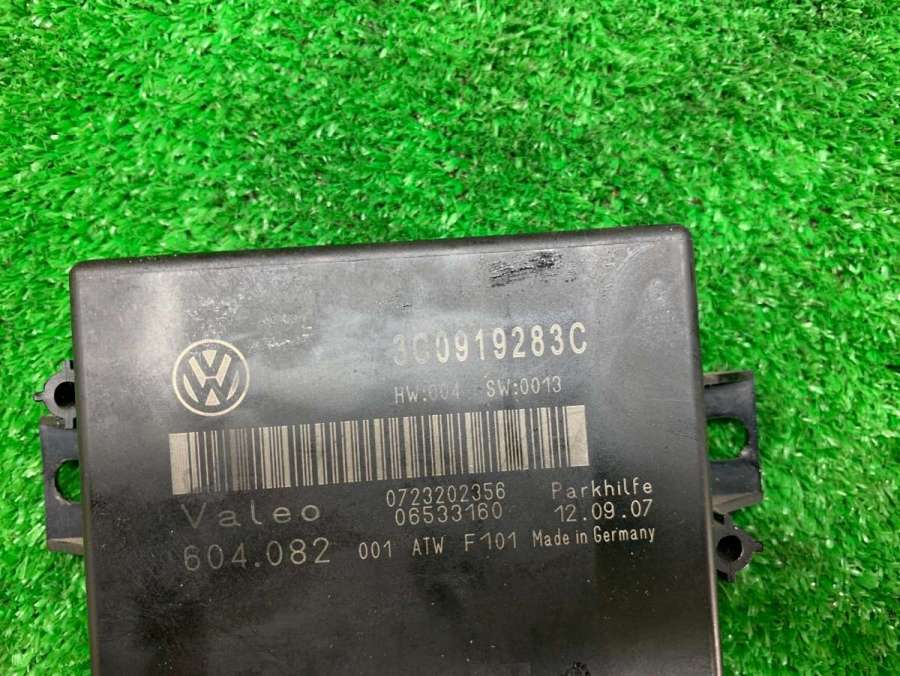 3C0919283C
HW:004 SW:0013
0723202356 Parkhilfe
Valeo 06533160 12.09.07
604.082 001 ATW F101 Made in Germany